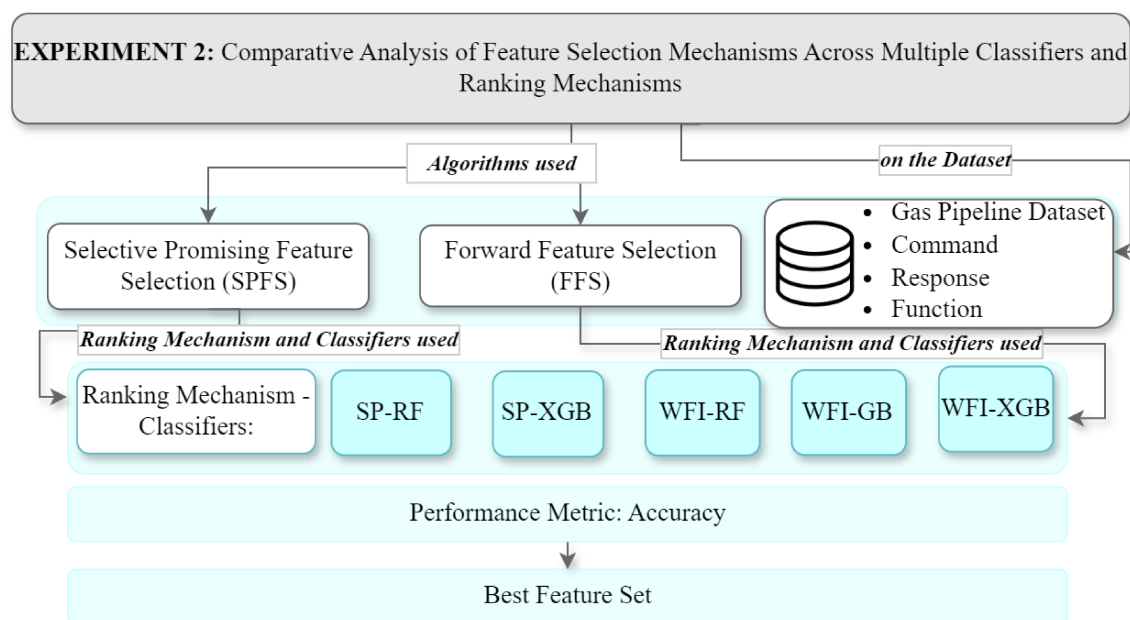 EXPERIMENT 2: Comparative Analysis of Feature Selection Mechanisms Across Multiple Classifiers and
Ranking Mechanisms
Algorithms used
on the Dataset
Selective Promising Feature
Selection (SPFS)
Forward Feature Selection
(FFS)
• Gas Pipeline Dataset
• Command
• Response
• Function
Ranking Mechanism and Classifiers used
Ranking Mechanism and Classifiers used
Ranking Mechanism -
Classifiers:
SP-RF
SP-XGB
WFI-RF
WFI-GB
WFI-XGB
Performance Metric: Accuracy
Best Feature Set